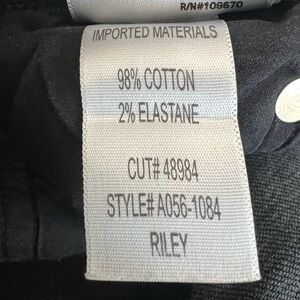 R/N#109670
IMPORTED MATERIALS
98% COTTON
2% ELASTANE
CUT# 48984
STYLE# A056-1084
RILEY